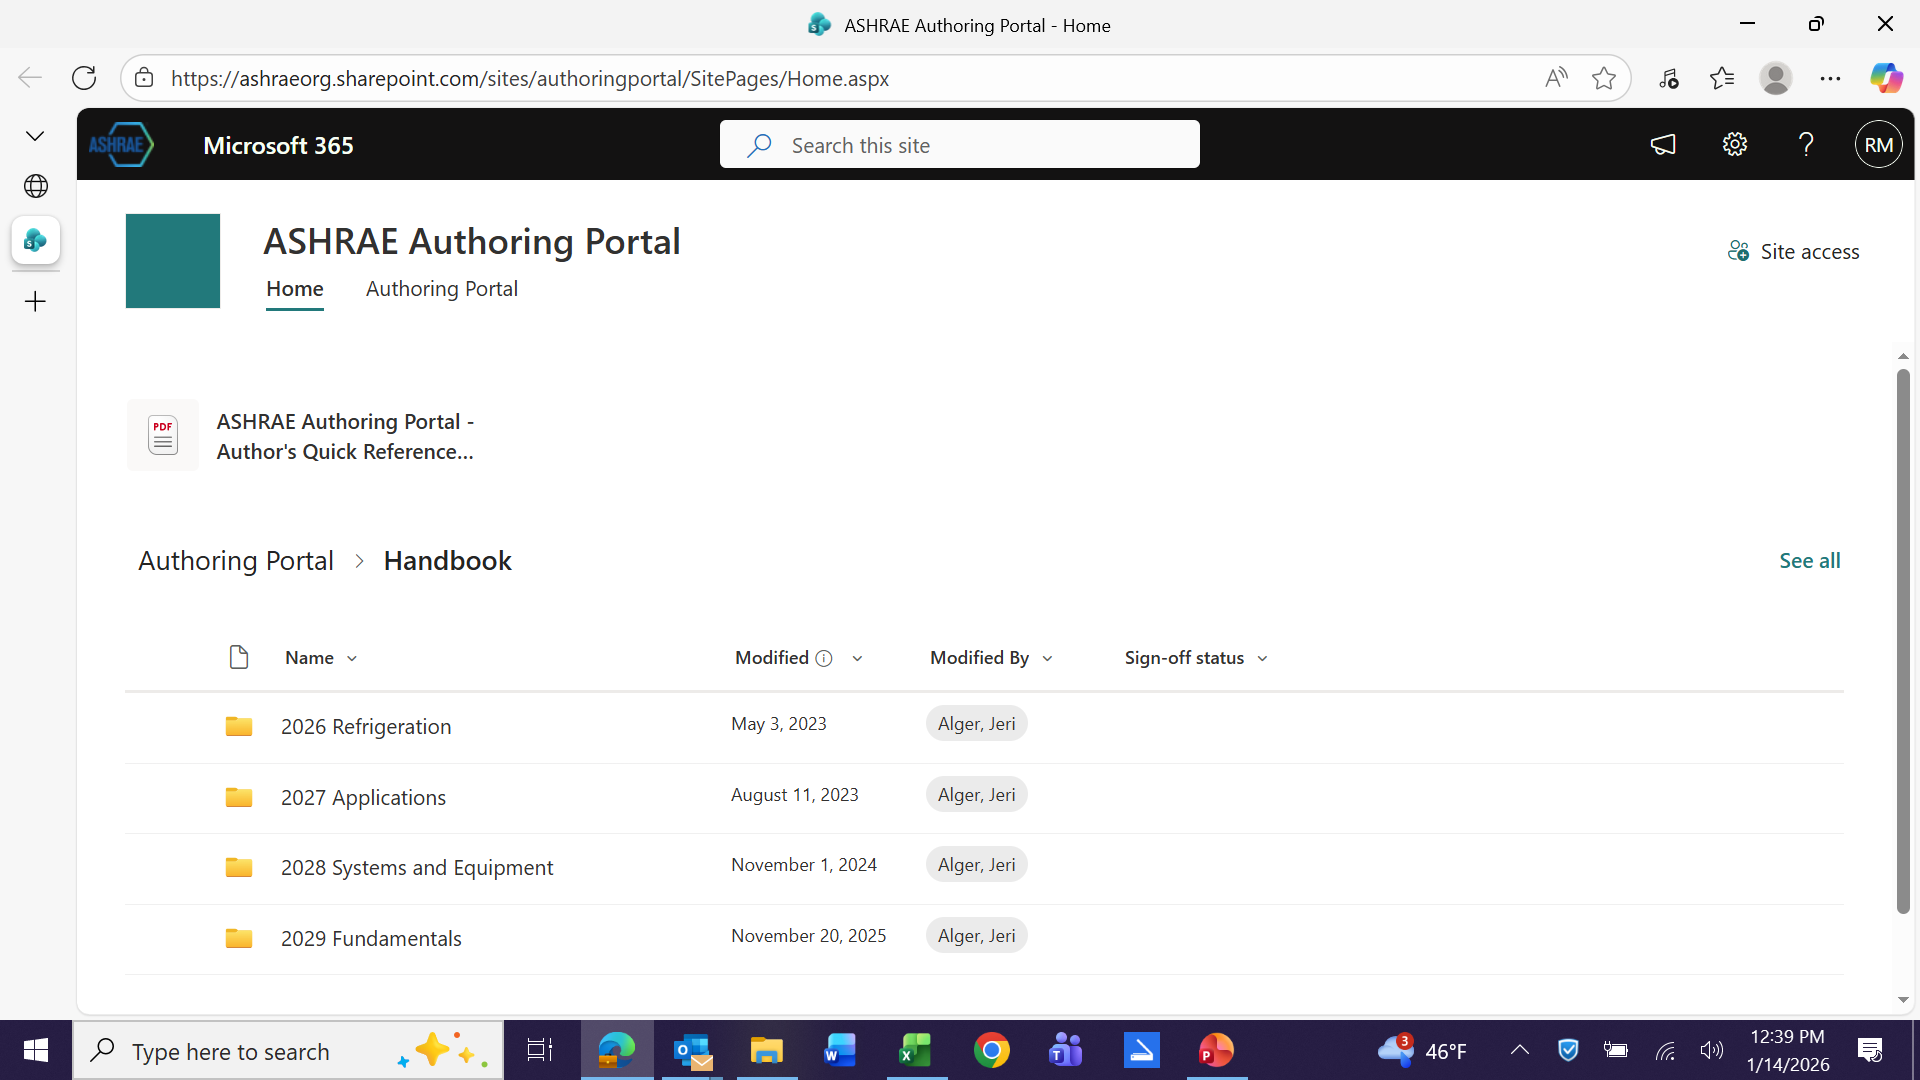 ASHRAE Authoring Portal - Home
https://ashraeorg.sharepoint.com/sites/authoringportal/SitePages/Home.aspx
ASHRAE
Microsoft 365
Search this site
RM
ASHRAE Authoring Portal
Home
Authoring Portal
Site access
PDF
ASHRAE Authoring Portal -
Author's Quick Reference...
Authoring Portal > Handbook
See all
Name
Modified
Modified By
Sign-off status
2026 Refrigeration
May 3, 2023
Alger, Jeri
2027 Applications
August 11, 2023
Alger, Jeri
2028 Systems and Equipment
November 1, 2024
Alger, Jeri
2029 Fundamentals
November 20, 2025
Alger, Jeri
Type here to search
3
46°F
12:39 PM
1/14/2026